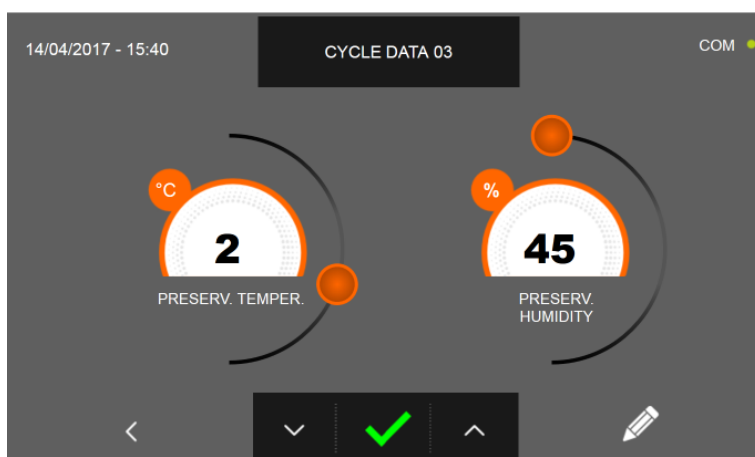 14/04/2017 - 15:40
CYCLE DATA 03
COM
°C
2
PRESERV. TEMPER.
%
45
PRESERV.
HUMIDITY